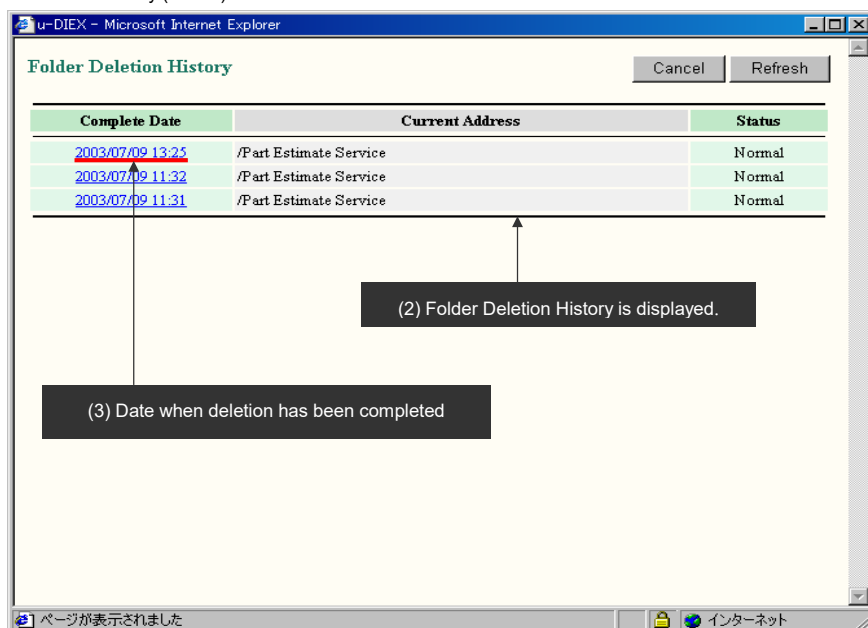 u-DIEX - Microsoft Internet Explorer
Folder Deletion History
Cancel Refresh
Complete Date Current Address Status
2003/07/09 13:25 /Part Estimate Service Normal
2003/07/09 11:32 /Part Estimate Service Normal
2003/07/09 11:31 /Part Estimate Service Normal
(2) Folder Deletion History is displayed.
(3) Date when deletion has been completed
ページが表示されました インターネット